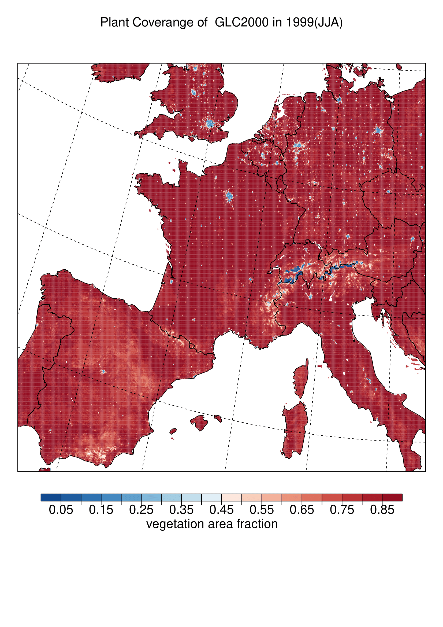 Plant Coverange of GLC2000 in 1999(JJA)
0.05 0.15 0.25 0.35 0.45 0.55 0.65 0.75 0.85
vegetation area fraction